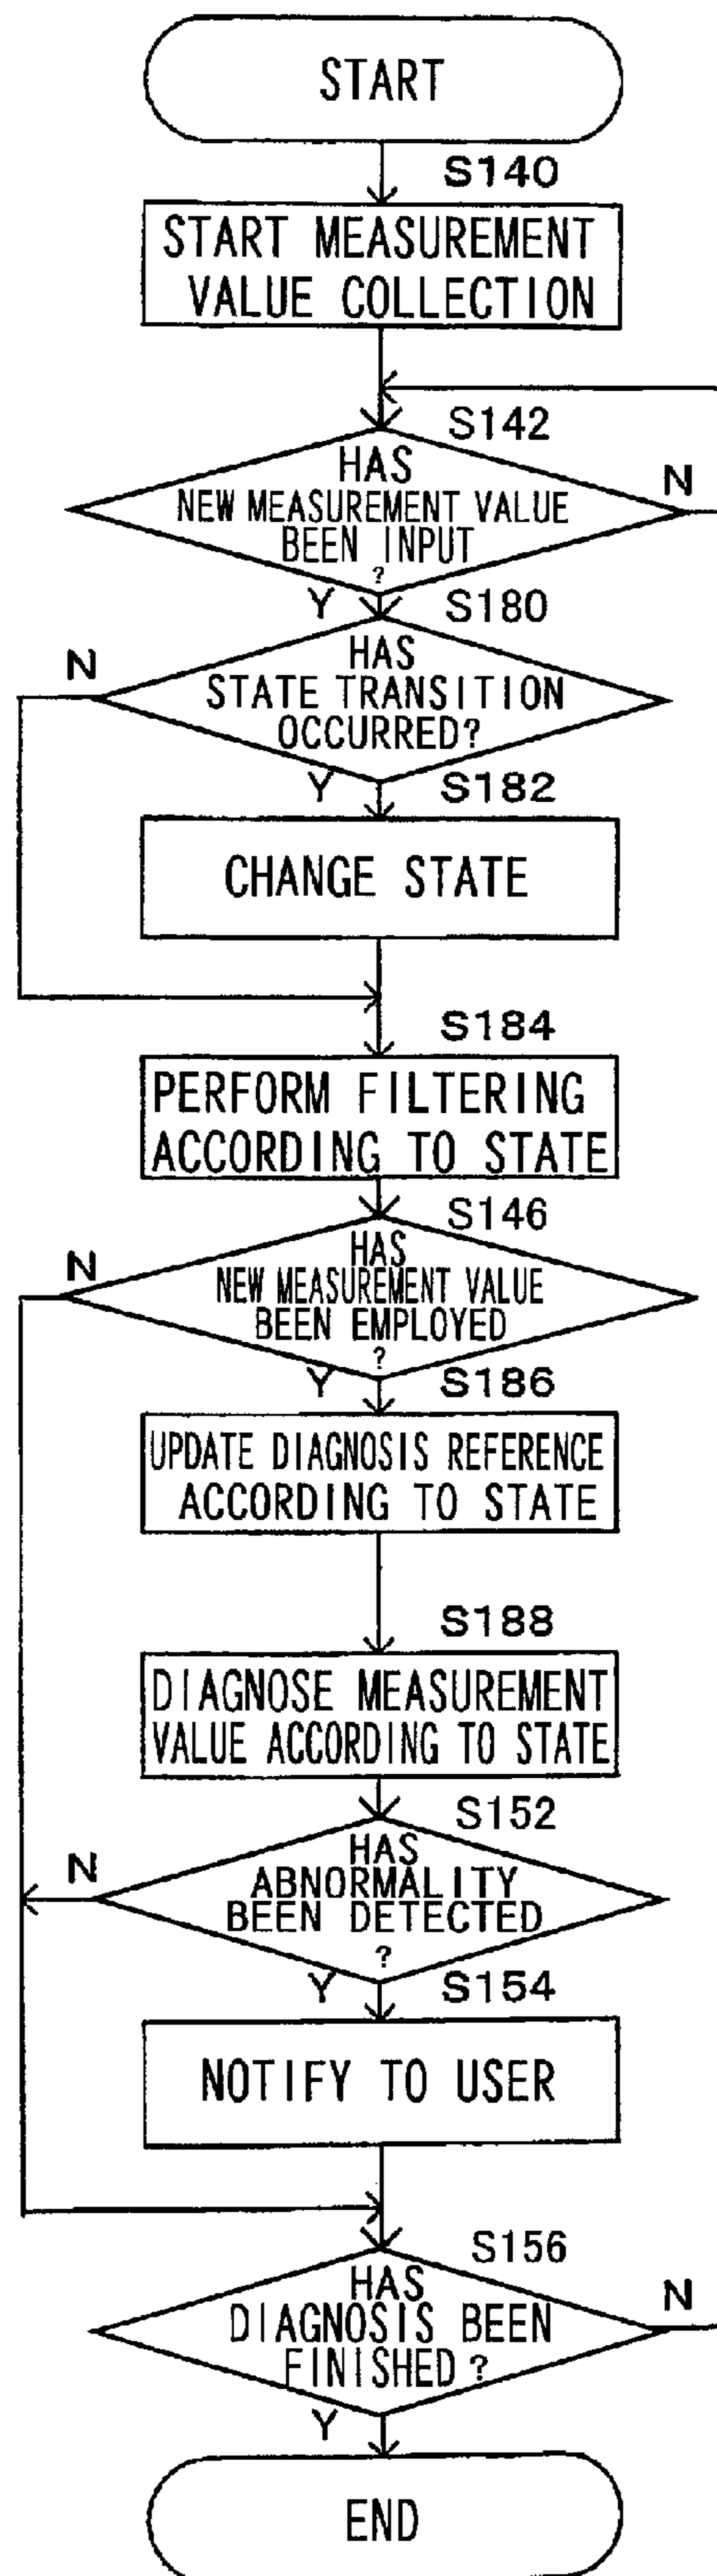 START
S140
START MEASUREMENT
VALUE COLLECTION
S142
HAS
NEW MEASUREMENT VALUE
BEEN INPUT
?
N
Y
S180
HAS
STATE TRANSITION
OCCURRED?
N
Y
S182
CHANGE STATE
S184
PERFORM FILTERING
ACCORDING TO STATE
S146
HAS
NEW MEASUREMENT VALUE
BEEN EMPLOYED
?
N
Y
S186
UPDATE DIAGNOSIS REFERENCE
ACCORDING TO STATE
S188
DIAGNOSE MEASUREMENT
VALUE ACCORDING TO STATE
S152
HAS
ABNORMALITY
BEEN DETECTED
?
N
Y
S154
NOTIFY TO USER
S156
HAS
DIAGNOSIS BEEN
FINISHED?
N
Y
END